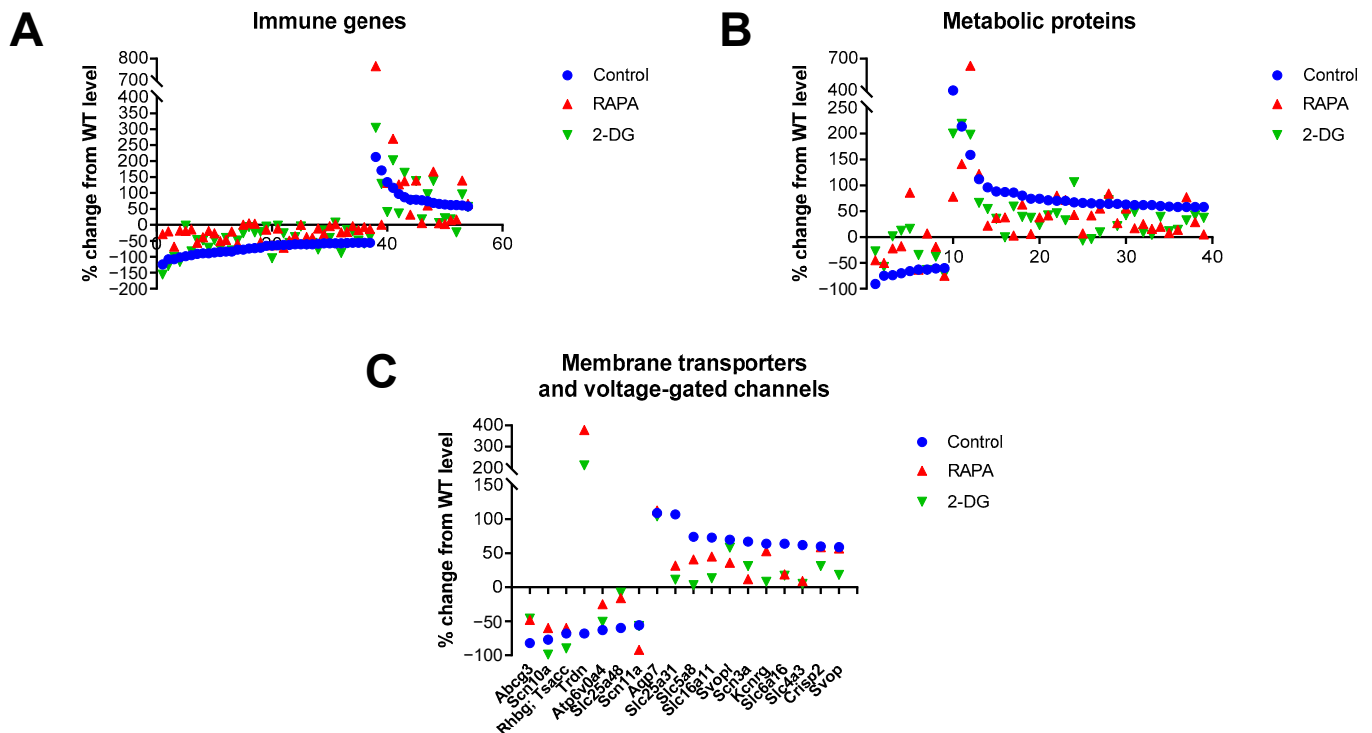 A
Immune genes
% change from WT level
800
700
400
350
300
250
200
150
100
50
0
−50
−100
−150
−200
0
20
40
60
Control
RAPA
2-DG
B
Metabolic proteins
% change from WT level
700
400
250
200
150
100
50
0
−50
−100
10
20
30
40
Control
RAPA
2-DG
C
Membrane transporters
and voltage-gated channels
% change from WT level
400
300
200
150
100
50
0
−50
−100
Abcg3
Scn10a
Rhbg; Tsacc
Trdn
Atp6v0a4
Slc25a48
Scn11a
Aqp7
Slc25a31
Slc5a8
Slc16a11
Svopl
Scn3a
Kcnrg
Slc6a16
Slc4a3
Crisp2
Svop
Control
RAPA
2-DG